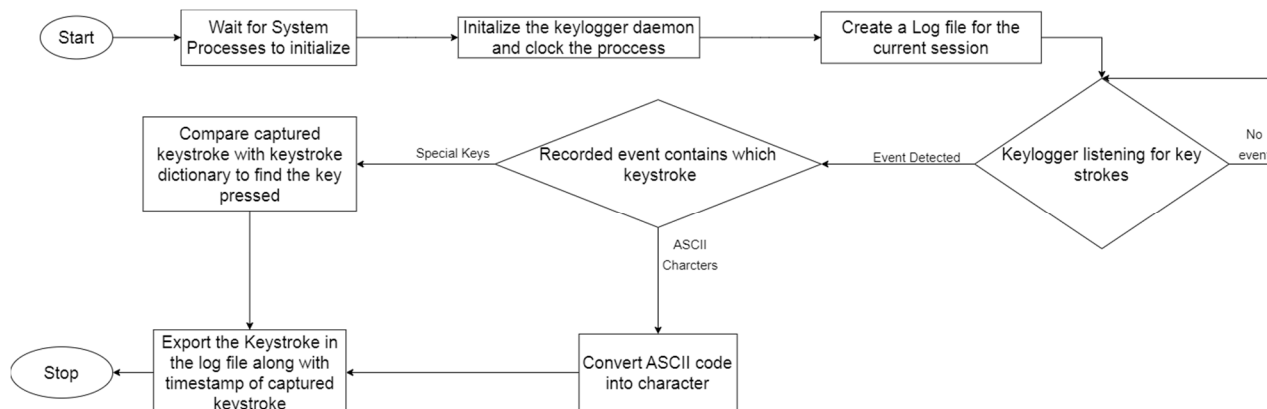 Start
Wait for System
Processes to initialize
Initalize the keylogger daemon
and clock the proccess
Create a Log file for the
current session
Keylogger listening for key
strokes
No
event
Event Detected
Recorded event contains which
keystroke
Special Keys
Compare captured
keystroke with keystroke
dictionary to find the key
pressed
ASCII
Charcters
Convert ASCII code
into character
Export the Keystroke in
the log file along with
timestamp of captured
keystroke
Stop